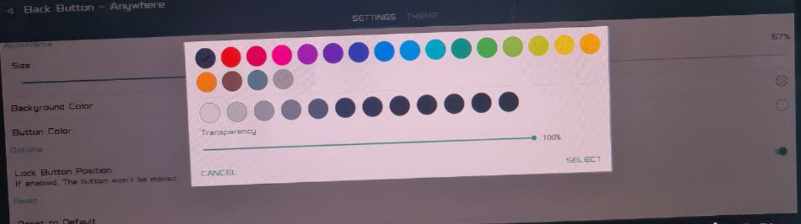 Back Button - Anywhere
SETTINGS THEME
Appearance
Size
57%
Background Color
Button Color
Options
Transparency
100%
CANCEL
SELECT
Lock Button Position
If enabled. The button won't be moved.
Reset
Reset to Default